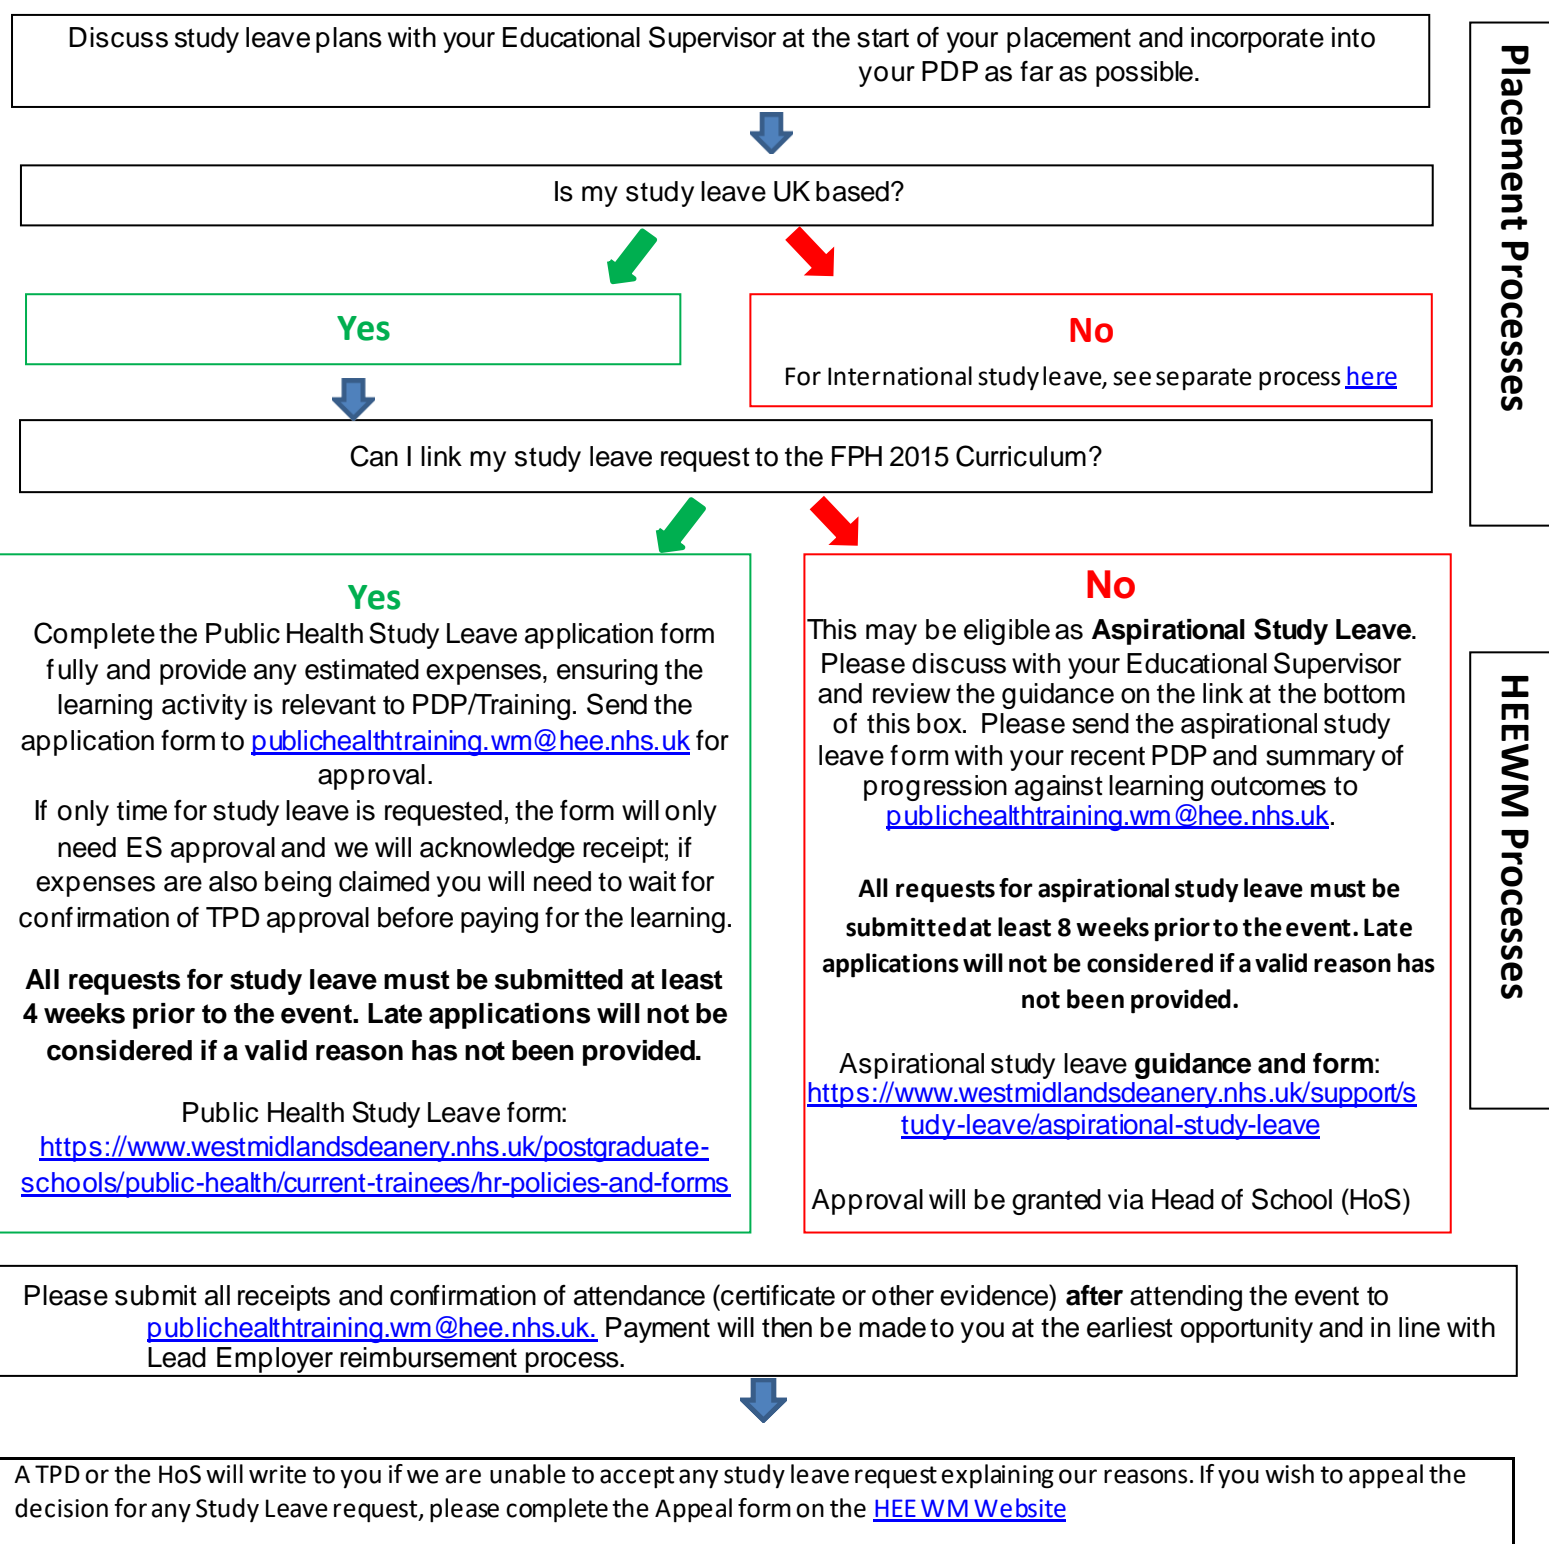 Discuss study leave plans with your Educational Supervisor at the start of your placement and incorporate into
your PDP as far as possible.
Is my study leave UK based?
Yes
No
For International study leave, see separate process here
Can I link my study leave request to the FPH 2015 Curriculum?
Placement Processes
Yes
Complete the Public Health Study Leave application form
fully and provide any estimated expenses, ensuring the
learning activity is relevant to PDP/Training. Send the
application form to publichealthtraining.wm@hee.nhs.uk for
approval.
If only time for study leave is requested, the form will only
need ES approval and we will acknowledge receipt; if
expenses are also being claimed you will need to wait for
confirmation of TPD approval before paying for the learning.
All requests for study leave must be submitted at least
4 weeks prior to the event. Late applications will not be
considered if a valid reason has not been provided.
Public Health Study Leave form:
https://www.westmidlandsdeanery.nhs.uk/postgraduate-
schools/public-health/current-trainees/hr-policies-and-forms
No
This may be eligible as Aspirational Study Leave.
Please discuss with your Educational Supervisor
and review the guidance on the link at the bottom
of this box. Please send the aspirational study
leave form with your recent PDP and summary of
progression against learning outcomes to
publichealthtraining.wm@hee.nhs.uk.
All requests for aspirational study leave must be
submitted at least 8 weeks prior to the event. Late
applications will not be considered if a valid reason has
not been provided.
Aspirational study leave guidance and form:
https://www.westmidlandsdeanery.nhs.uk/support/s
tudy-leave/aspirational-study-leave
Approval will be granted via Head of School (HoS)
HEEWM Processes
Please submit all receipts and confirmation of attendance (certificate or other evidence) after attending the event to
publichealthtraining.wm@hee.nhs.uk. Payment will then be made to you at the earliest opportunity and in line with
Lead Employer reimbursement process.
A TPD or the HoS will write to you if we are unable to accept any study leave request explaining our reasons. If you wish to appeal the
decision for any Study Leave request, please complete the Appeal form on the HEE WM Website